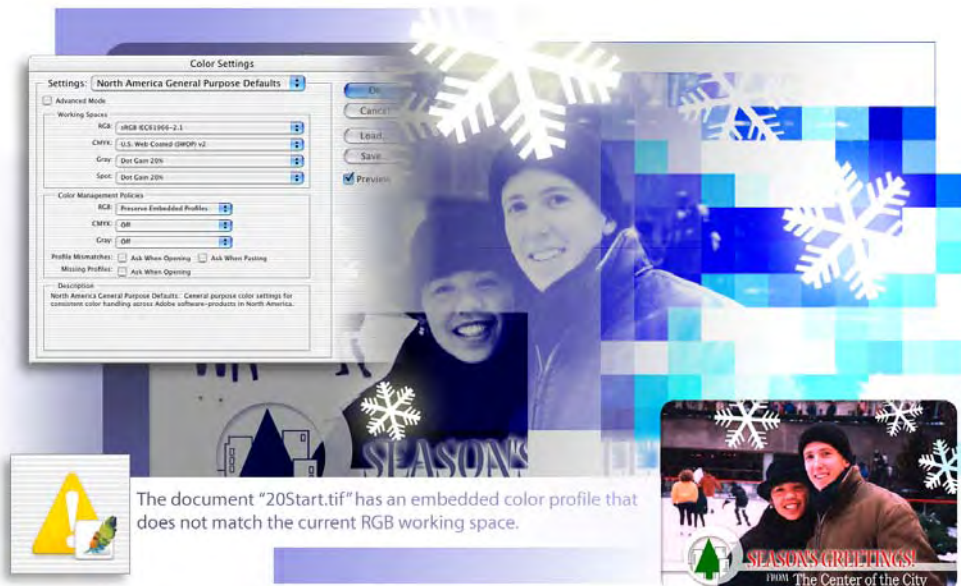 Color Settings
Settings: North America General Purpose Defaults
Advanced Mode
Working Spaces
RGB: sRGB IEC61966-2.1
CMYK: U.S. Web Coated (SWOP) v2
Gray: Dot Gain 20%
Spot: Dot Gain 20%
Color Management Policies
RGB: Preserve Embedded Profiles
CMYK: Off
Gray: Off
Profile Mismatches: Ask When Opening Ask When Pasting
Missing Profiles: Ask When Opening
Description
North America General Purpose Defaults: General purpose color settings for
consistent color handling across Adobe software-products in North America.
OK
Cancel
Load...
Save...
Preview
SEASON'S
The document "20Start.tif" has an embedded color profile that
does not match the current RGB working space.
SEASON'S GREETINGS!
FROM The Center of the City